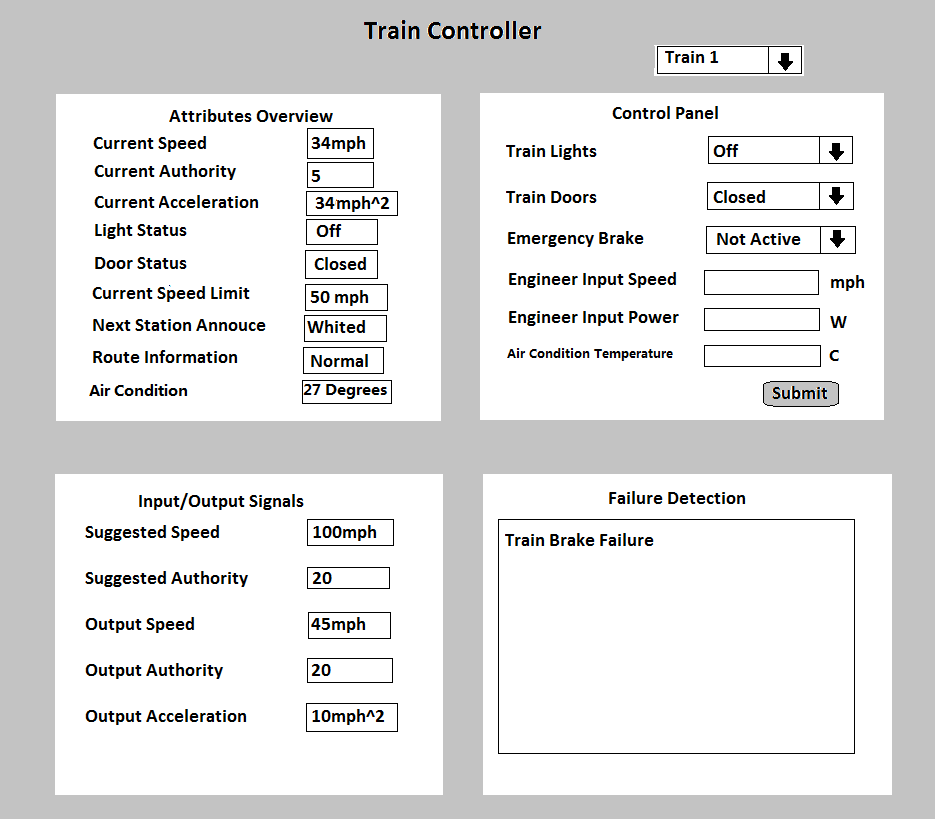 Train Controller
Train 1
Attributes Overview
Current Speed 34mph
Current Authority 5
Current Acceleration 34mph^2
Light Status Off
Door Status Closed
Current Speed Limit 50 mph
Next Station Annouce Whited
Route Information Normal
Air Condition 27 Degrees
Control Panel
Train Lights Off
Train Doors Closed
Emergency Brake Not Active
Engineer Input Speed mph
Engineer Input Power W
Air Condition Temperature C
Submit
Input/Output Signals
Suggested Speed 100mph
Suggested Authority 20
Output Speed 45mph
Output Authority 20
Output Acceleration 10mph^2
Failure Detection
Train Brake Failure